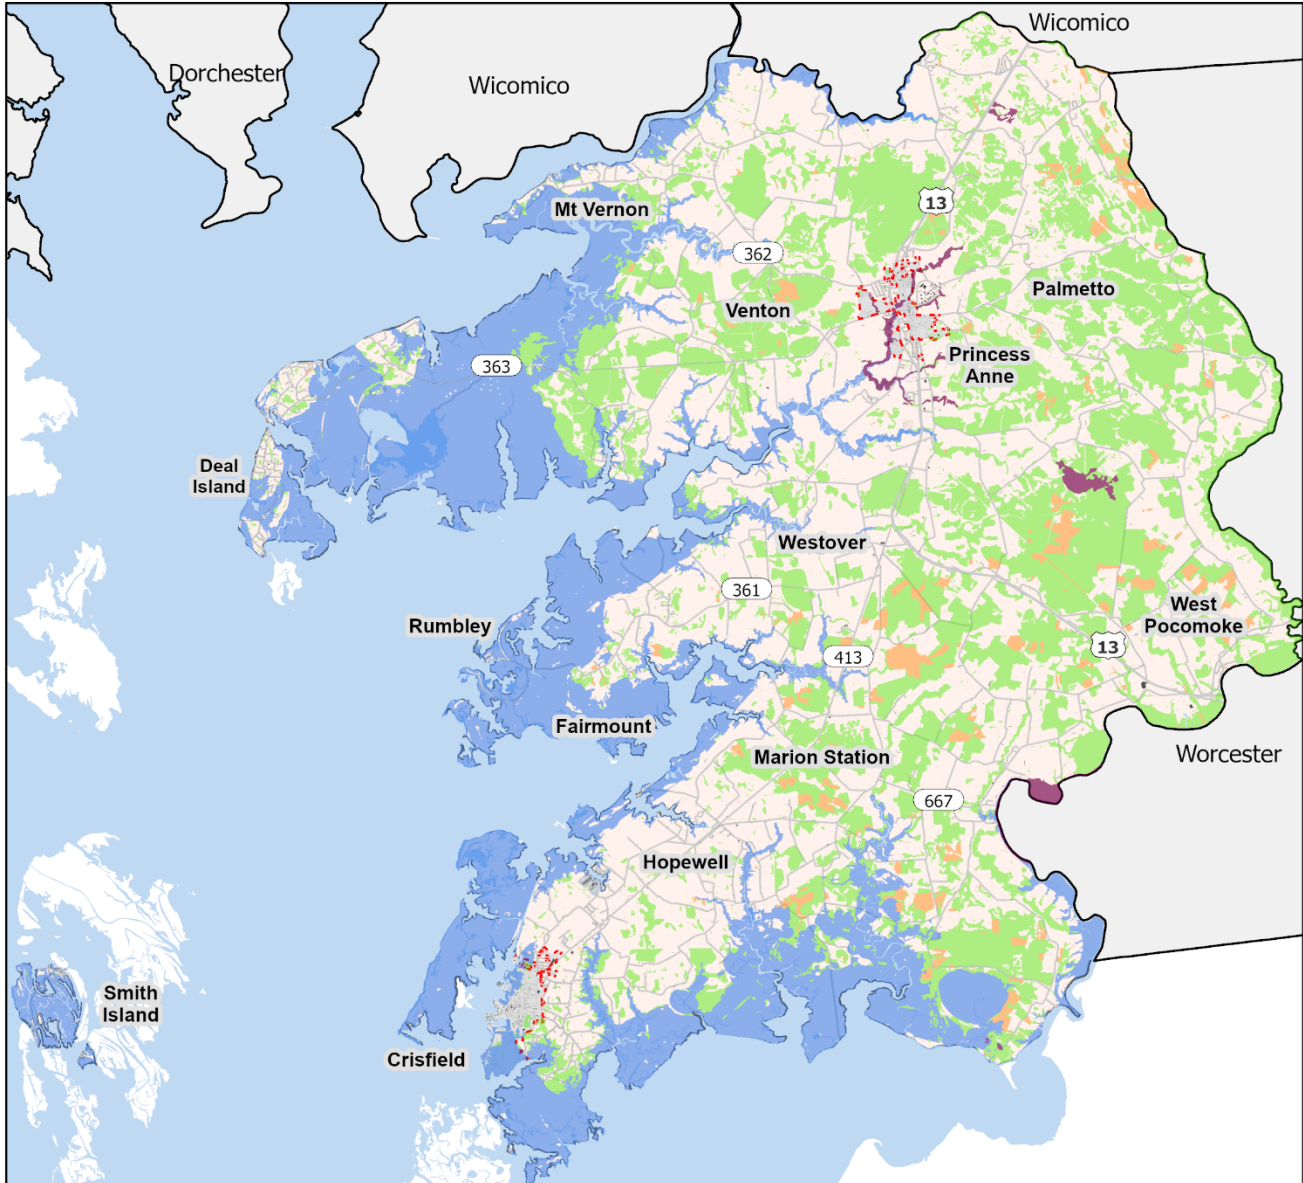 Wicomico
Dorchester
Wicomico
Mt Vernon
13
362
Palmetto
Venton
Princess
Anne
363
Deal
Island
Westover
361
West
Pocomoke
Rumbley
13
413
Fairmount
Worcester
Marion Station
667
Hopewell
Smith
Island
Crisfield